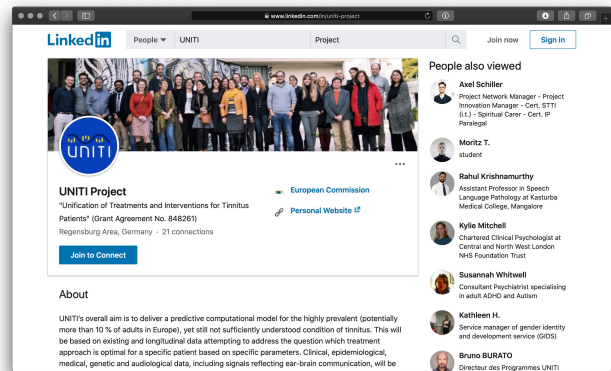 www.linkedin.com/in/uniti-project
LinkedIn
People
UNITI
Project
Join now
Sign in
UNITI
UNITI Project
"Unification of Treatments and Interventions for Tinnitus
Patients" (Grant Agreement No. 848261)
Regensburg Area, Germany · 21 connections
Join to Connect
European Commission
Personal Website
About
UNITI's overall aim is to deliver a predictive computational model for the highly prevalent (potentially
more than 10 % of adults in Europe), yet still not sufficiently understood condition of tinnitus. This will
be based on existing and longitudinal data attempting to address the question which treatment
approach is optimal for a specific patient based on specific parameters. Clinical, epidemiological,
medical, genetic and audiological data, including signals reflecting ear-brain communication, will be
People also viewed
Axel Schiller
Project Network Manager - Project
Innovation Manager - Cert. STTI
(i.t.) - Spiritual Carer - Cert. IP
Paralegal
Moritz T.
student
Rahul Krishnamurthy
Assistant Professor in Speech
Language Pathology at Kasturba
Medical College, Mangalore
Kylie Mitchell
Chartered Clinical Psychologist at
Central and North West London
NHS Foundation Trust
Susannah Whitwell
Consultant Psychiatrist specialising
in adult ADHD and Autism
Kathleen H.
Service manager of gender identity
and development service (GIDS)
Bruno BURATO
Directeur des Programmes UNITI